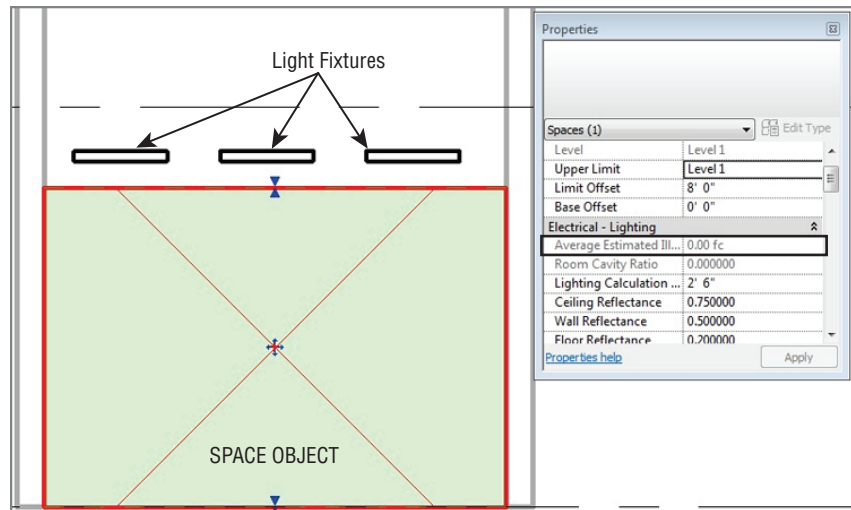 Light Fixtures
SPACE OBJECT
Properties
Spaces (1)
Edit Type
Level Level 1
Upper Limit Level 1
Limit Offset 8' 0"
Base Offset 0' 0"
Electrical - Lighting
Average Estimated Ill... 0.00 fc
Room Cavity Ratio 0.000000
Lighting Calculation ... 2' 6"
Ceiling Reflectance 0.750000
Wall Reflectance 0.500000
Floor Reflectance 0.200000
Properties help
Apply